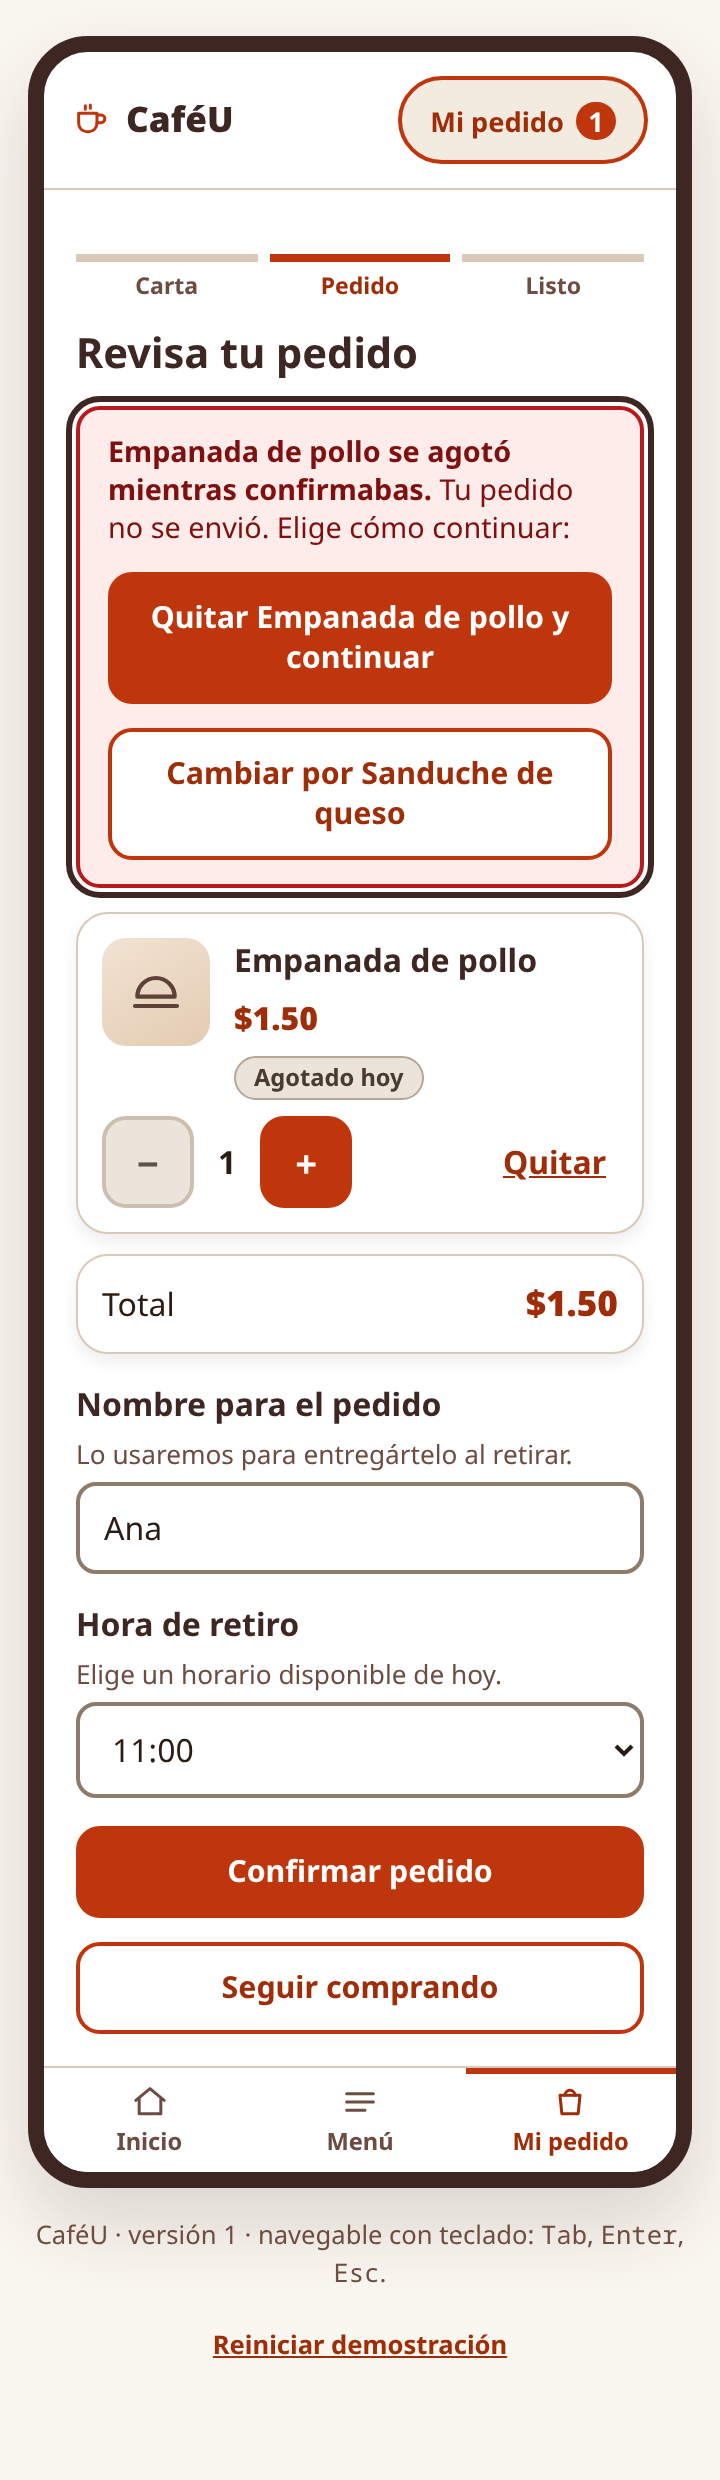 CaféU
Mi pedido 1
Carta
Pedido
Listo
Revisa tu pedido
Empanada de pollo se agotó
mientras confirmabas. Tu pedido
no se envió. Elige cómo continuar:
Quitar Empanada de pollo y
continuar
Cambiar por Sanduche de
queso
Empanada de pollo
$1.50
Agotado hoy
− 1 + Quitar
Total $1.50
Nombre para el pedido
Lo usaremos para entregártelo al retirar.
Ana
Hora de retiro
Elige un horario disponible de hoy.
11:00
Confirmar pedido
Seguir comprando
Inicio
Menú
Mi pedido
CaféU · versión 1 · navegable con teclado: Tab, Enter,
Esc.
Reiniciar demostración